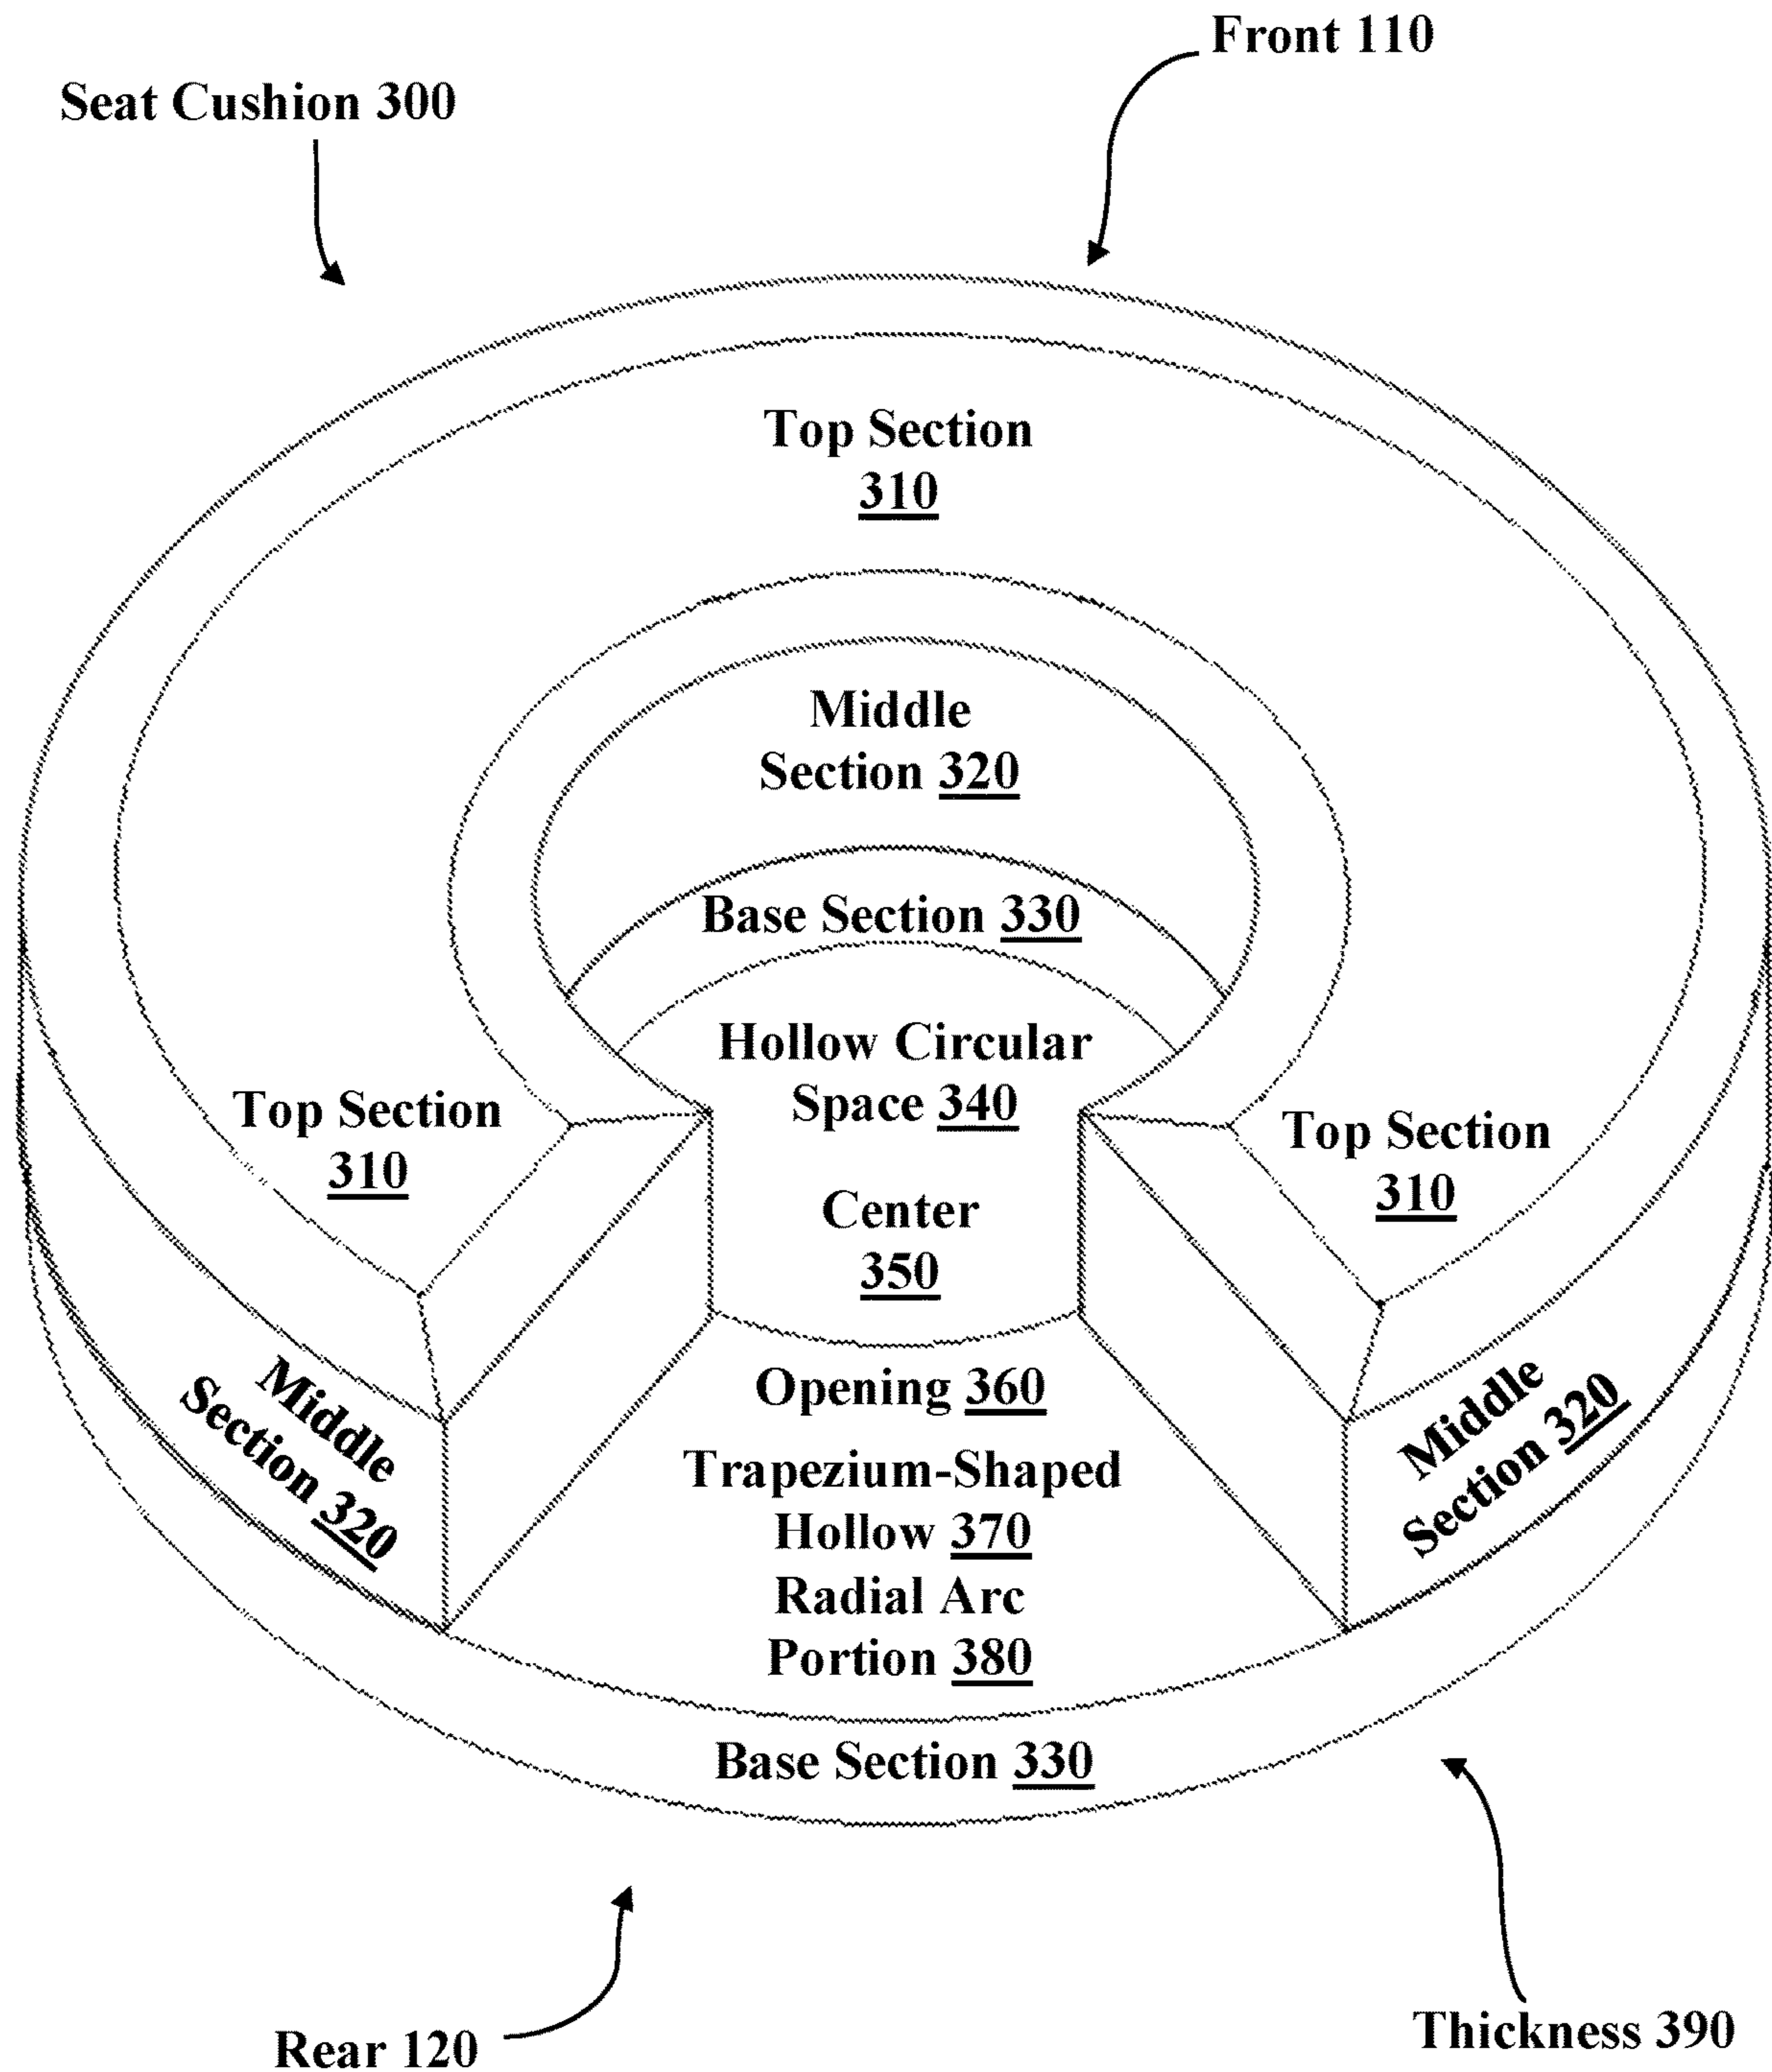 Front 110
Seat Cushion 300
Top Section
310
Middle
Section 320
Base Section 330
Hollow Circular
Space 340
Top Section
310
Top Section
310
Center
350
Opening 360
Middle
Section 320
Middle
Section 320
Trapezium-Shaped
Hollow 370
Radial Arc
Portion 380
Base Section 330
Thickness 390
Rear 120